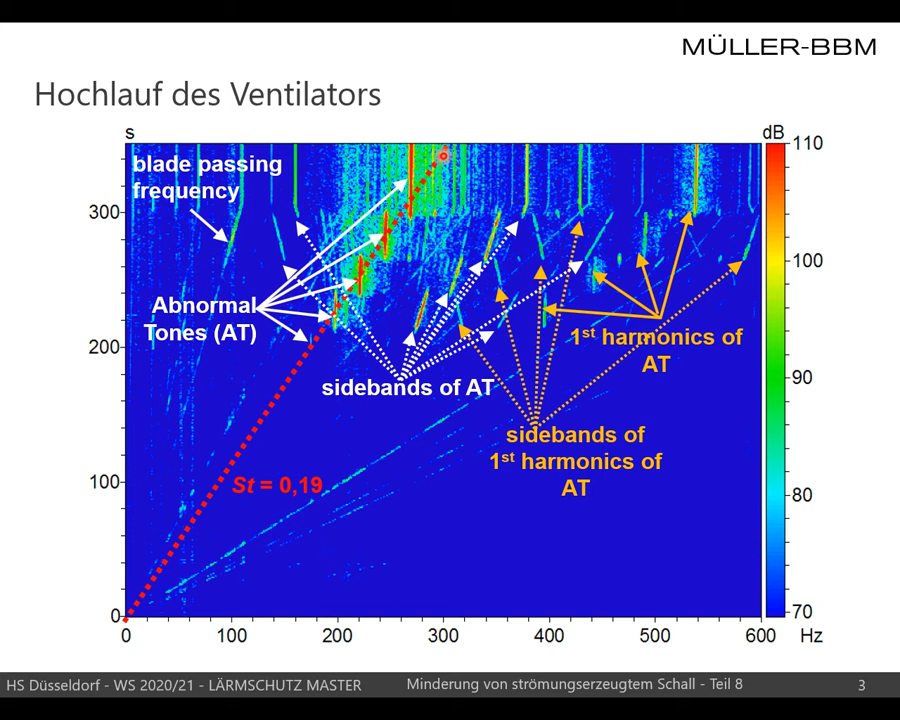 MÜLLER-BBM
Hochlauf des Ventilators
s
dB
blade passing
frequency
Abnormal
Tones (AT)
sidebands of AT
1st harmonics of
AT
sidebands of
1st harmonics of
AT
St = 0,19
300
200
100
0
0 100 200 300 400 500 600 Hz
110
100
90
80
70
HS Düsseldorf - WS 2020/21 - LÄRMSCHUTZ MASTER
Minderung von strömungserzeugtem Schall - Teil 8
3